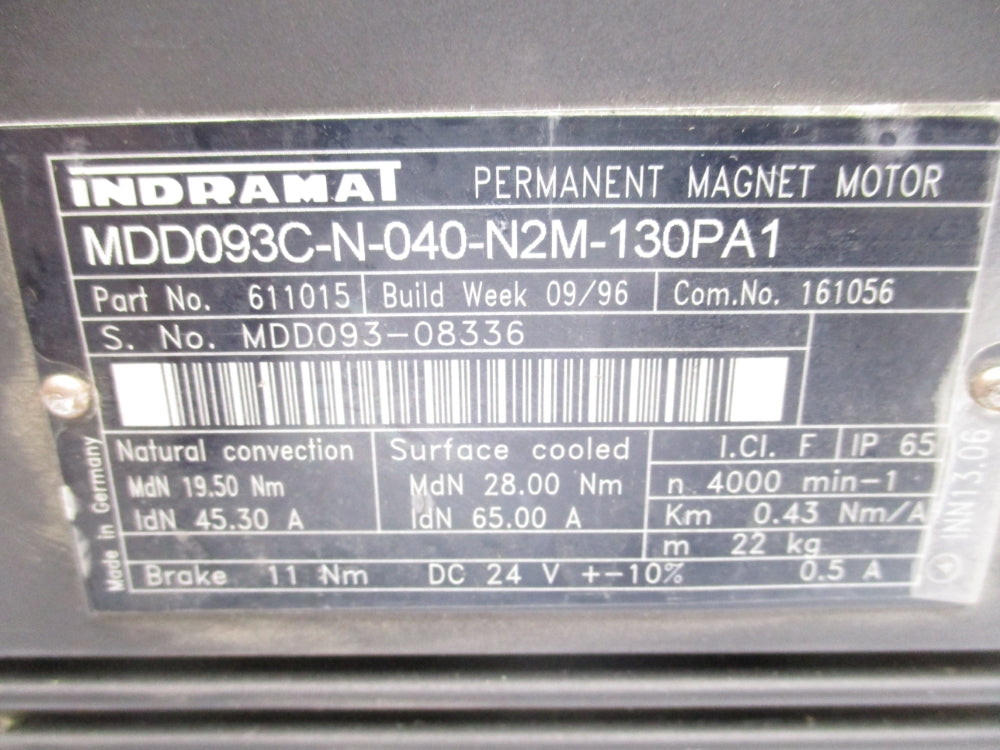 INDRAMAT PERMANENT MAGNET MOTOR
MDD093C-N-040-N2M-130PA1
Part No. 611015 Build Week 09/96 Com.No. 161056
S. No. MDD093-08336
Natural convection Surface cooled I.Cl. F IP 65
MdN 19.50 Nm MdN 28.00 Nm n 4000 min-1
IdN 45.30 A IdN 65.00 A Km 0.43 Nm/A
m 22 kg
Brake 11 Nm DC 24 V +-10% 0.5 A
Made in Germany
INN13.06